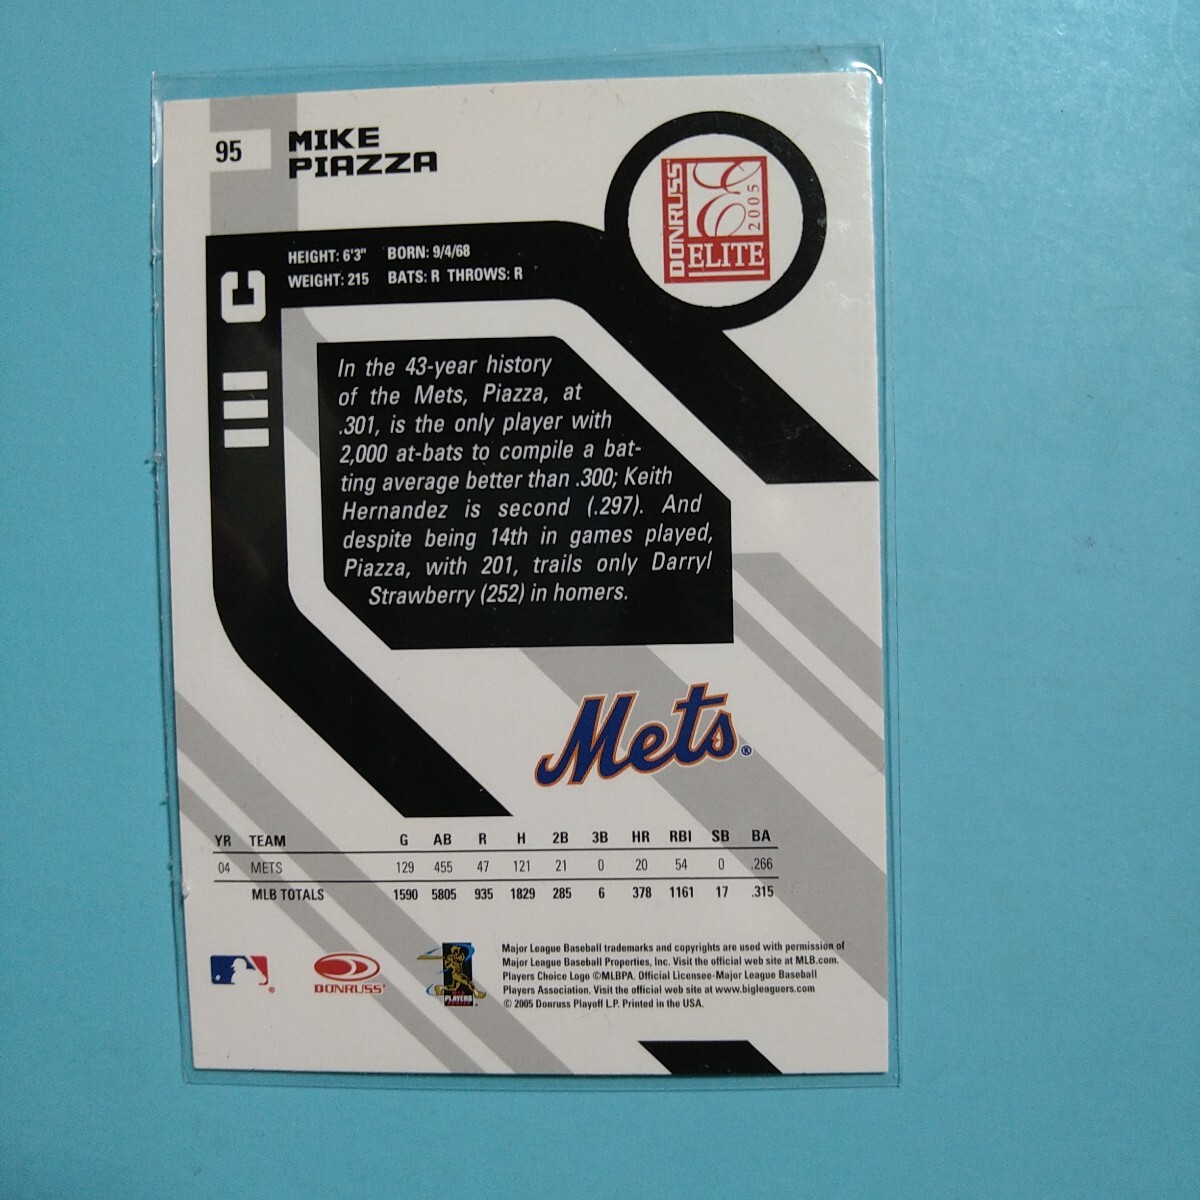 95
MIKE
PIAZZA
DONRUSS
E
2005
ELITE
HEIGHT: 6'3" BORN: 9/4/68
WEIGHT: 215 BATS: R THROWS: R
C
In the 43-year history
of the Mets, Piazza, at
.301, is the only player with
2,000 at-bats to compile a bat-
ting average better than .300; Keith
Hernandez is second (.297). And
despite being 14th in games played,
Piazza, with 201, trails only Darryl
Strawberry (252) in homers.
Mets®
YR TEAM G AB R H 2B 3B HR RBI SB BA
04 METS 129 455 47 121 21 0 20 54 0 .266
MLB TOTALS 1590 5805 935 1829 285 6 378 1161 17 .315
DONRUSS
PLAYERS
Major League Baseball trademarks and copyrights are used with permission of
Major League Baseball Properties, Inc. Visit the official web site at MLB.com.
Players Choice Logo ©MLBPA. Official Licensee-Major League Baseball
Players Association. Visit the official web site at www.bigleaguers.com
© 2005 Donruss Playoff L.P. Printed in the USA.